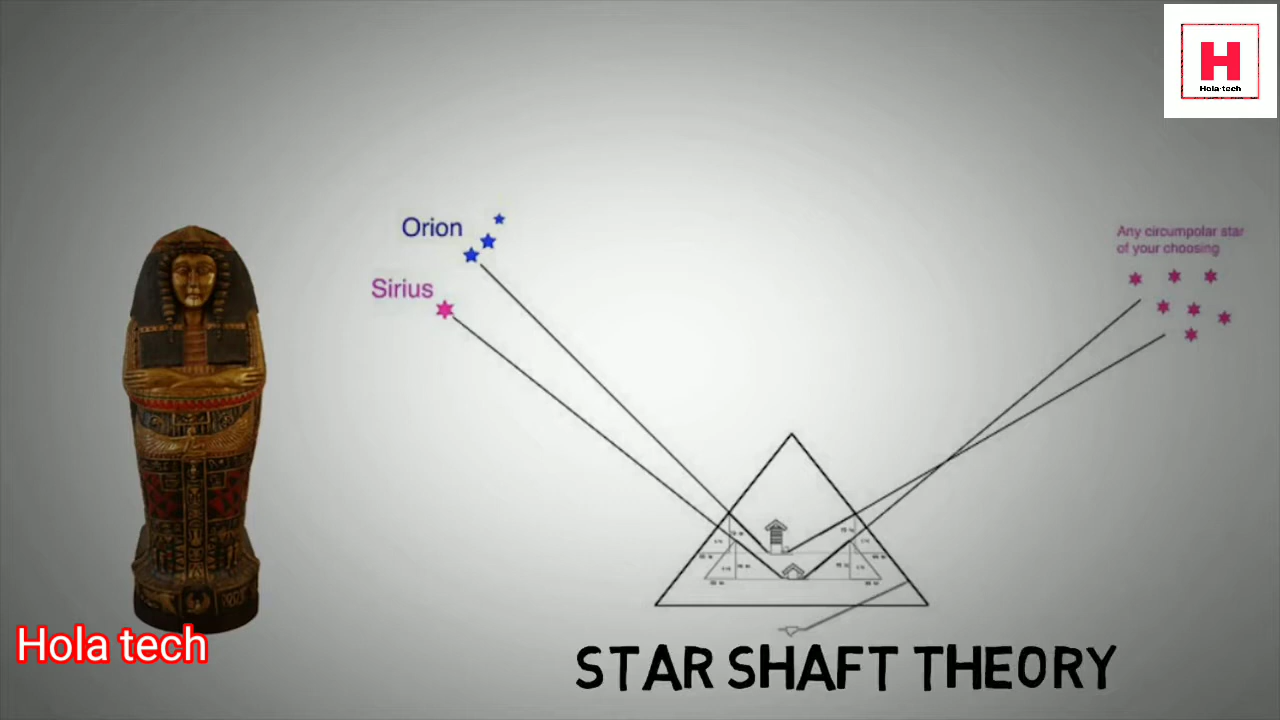 H
Hola-tech
Orion
Sirius
Any circumpolar star
of your choosing
Hola tech
STAR SHAFT THEORY